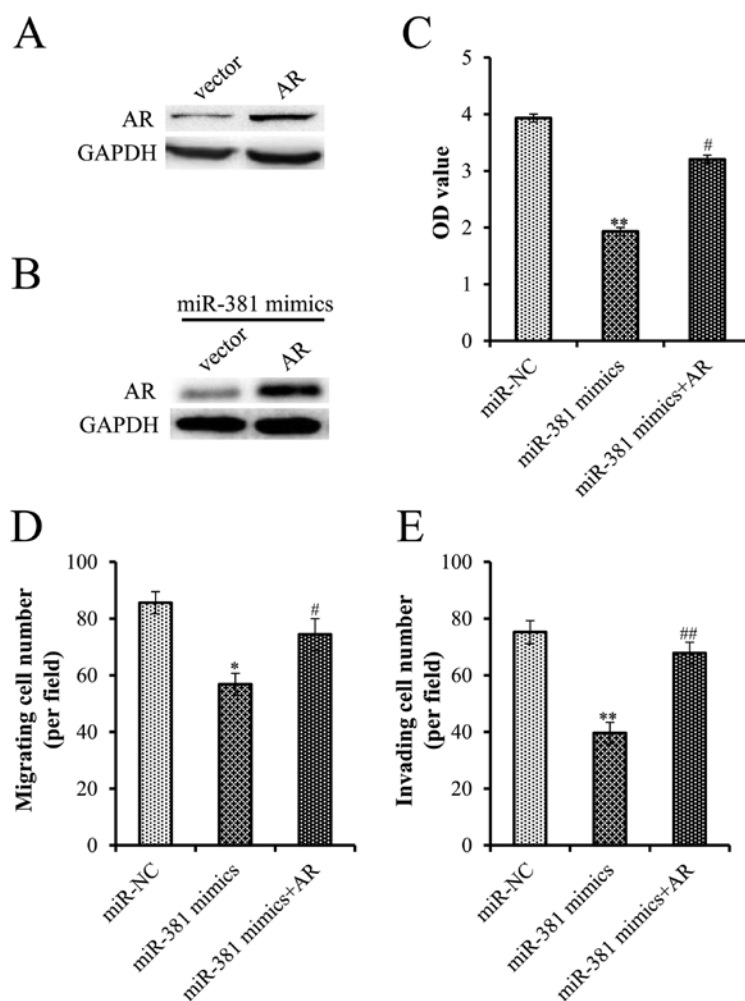 A
vector
AR
AR
GAPDH
B
miR-381 mimics
vector
AR
AR
GAPDH
C
5
4
3
2
1
0
OD value
#
**
miR-NC
miR-381 mimics
miR-381 mimics+AR
D
100
80
60
40
20
0
Migrating cell number
(per field)
#
*
miR-NC
miR-381 mimics
miR-381 mimics+AR
E
100
80
60
40
20
0
Invading cell number
(per field)
##
**
miR-NC
miR-381 mimics
miR-381 mimics+AR